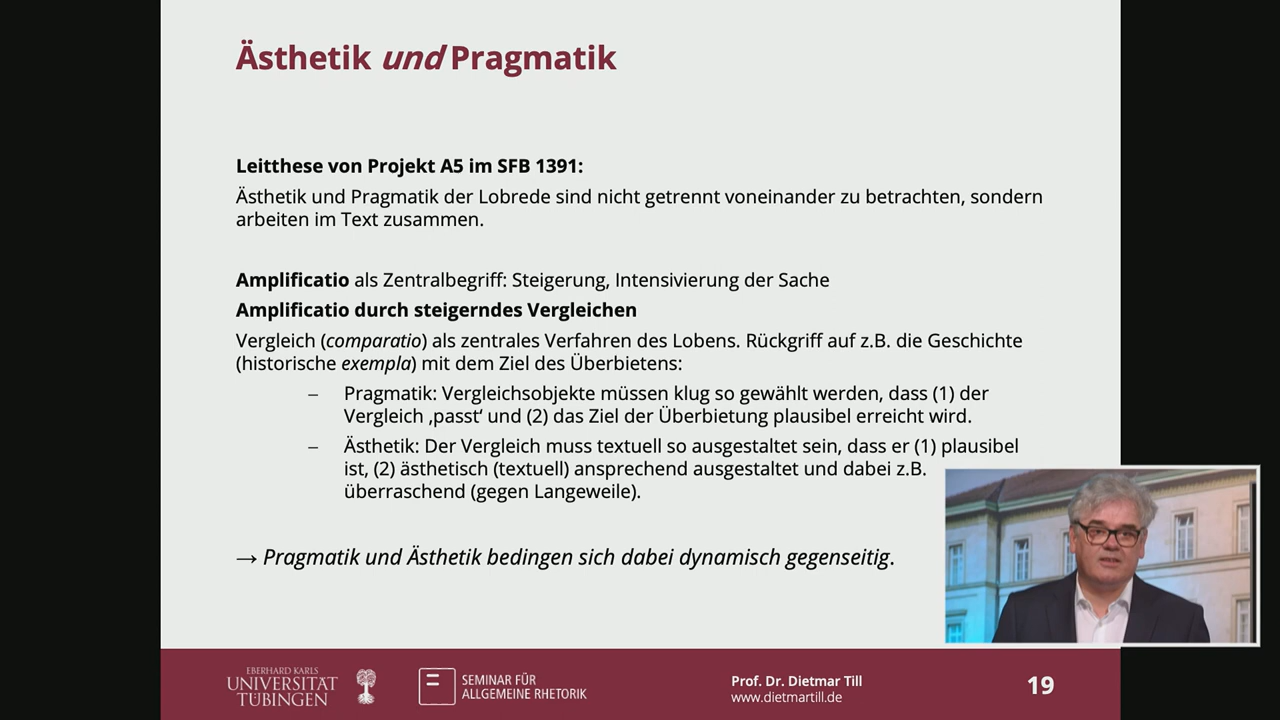 Ästhetik und Pragmatik
Leitthese von Projekt A5 im SFB 1391:
Ästhetik und Pragmatik der Lobrede sind nicht getrennt voneinander zu betrachten, sondern
arbeiten im Text zusammen.
Amplificatio als Zentralbegriff: Steigerung, Intensivierung der Sache
Amplificatio durch steigerndes Vergleichen
Vergleich (comparatio) als zentrales Verfahren des Lobens. Rückgriff auf z.B. die Geschichte
(historische exempla) mit dem Ziel des Überbietens:
– Pragmatik: Vergleichsobjekte müssen klug so gewählt werden, dass (1) der
Vergleich ‚passt‘ und (2) das Ziel der Überbietung plausibel erreicht wird.
– Ästhetik: Der Vergleich muss textuell so ausgestaltet sein, dass er (1) plausibel
ist, (2) ästhetisch (textuell) ansprechend ausgestaltet und dabei z.B.
überraschend (gegen Langeweile).
→ Pragmatik und Ästhetik bedingen sich dabei dynamisch gegenseitig.
EBERHARD KARLS
UNIVERSITÄT
TÜBINGEN
SEMINAR FÜR
ALLGEMEINE RHETORIK
Prof. Dr. Dietmar Till
www.dietmartill.de
19